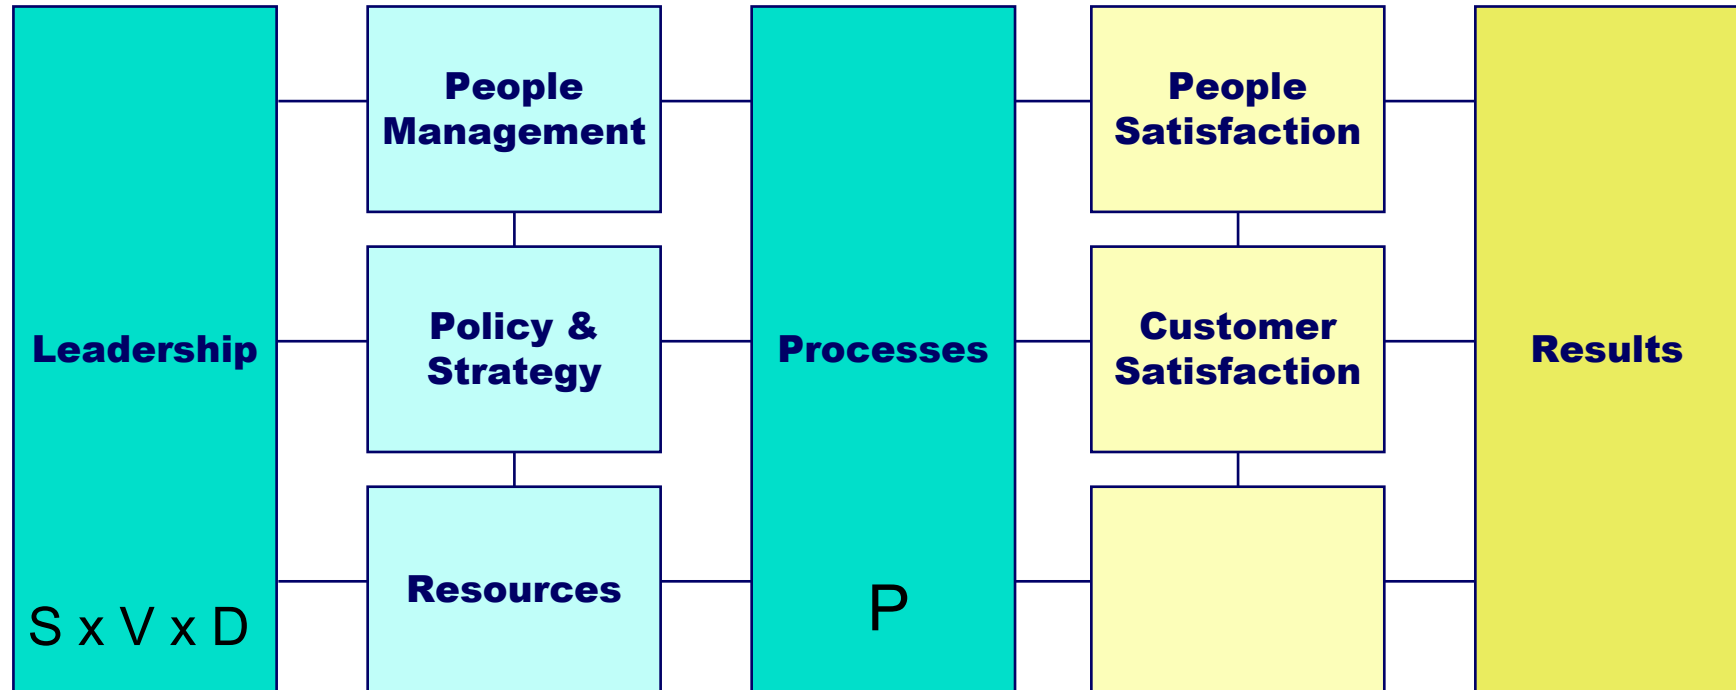 Leadership
S x V x D
People
Management
Policy &
Strategy
Resources
Processes
P
People
Satisfaction
Customer
Satisfaction
Results